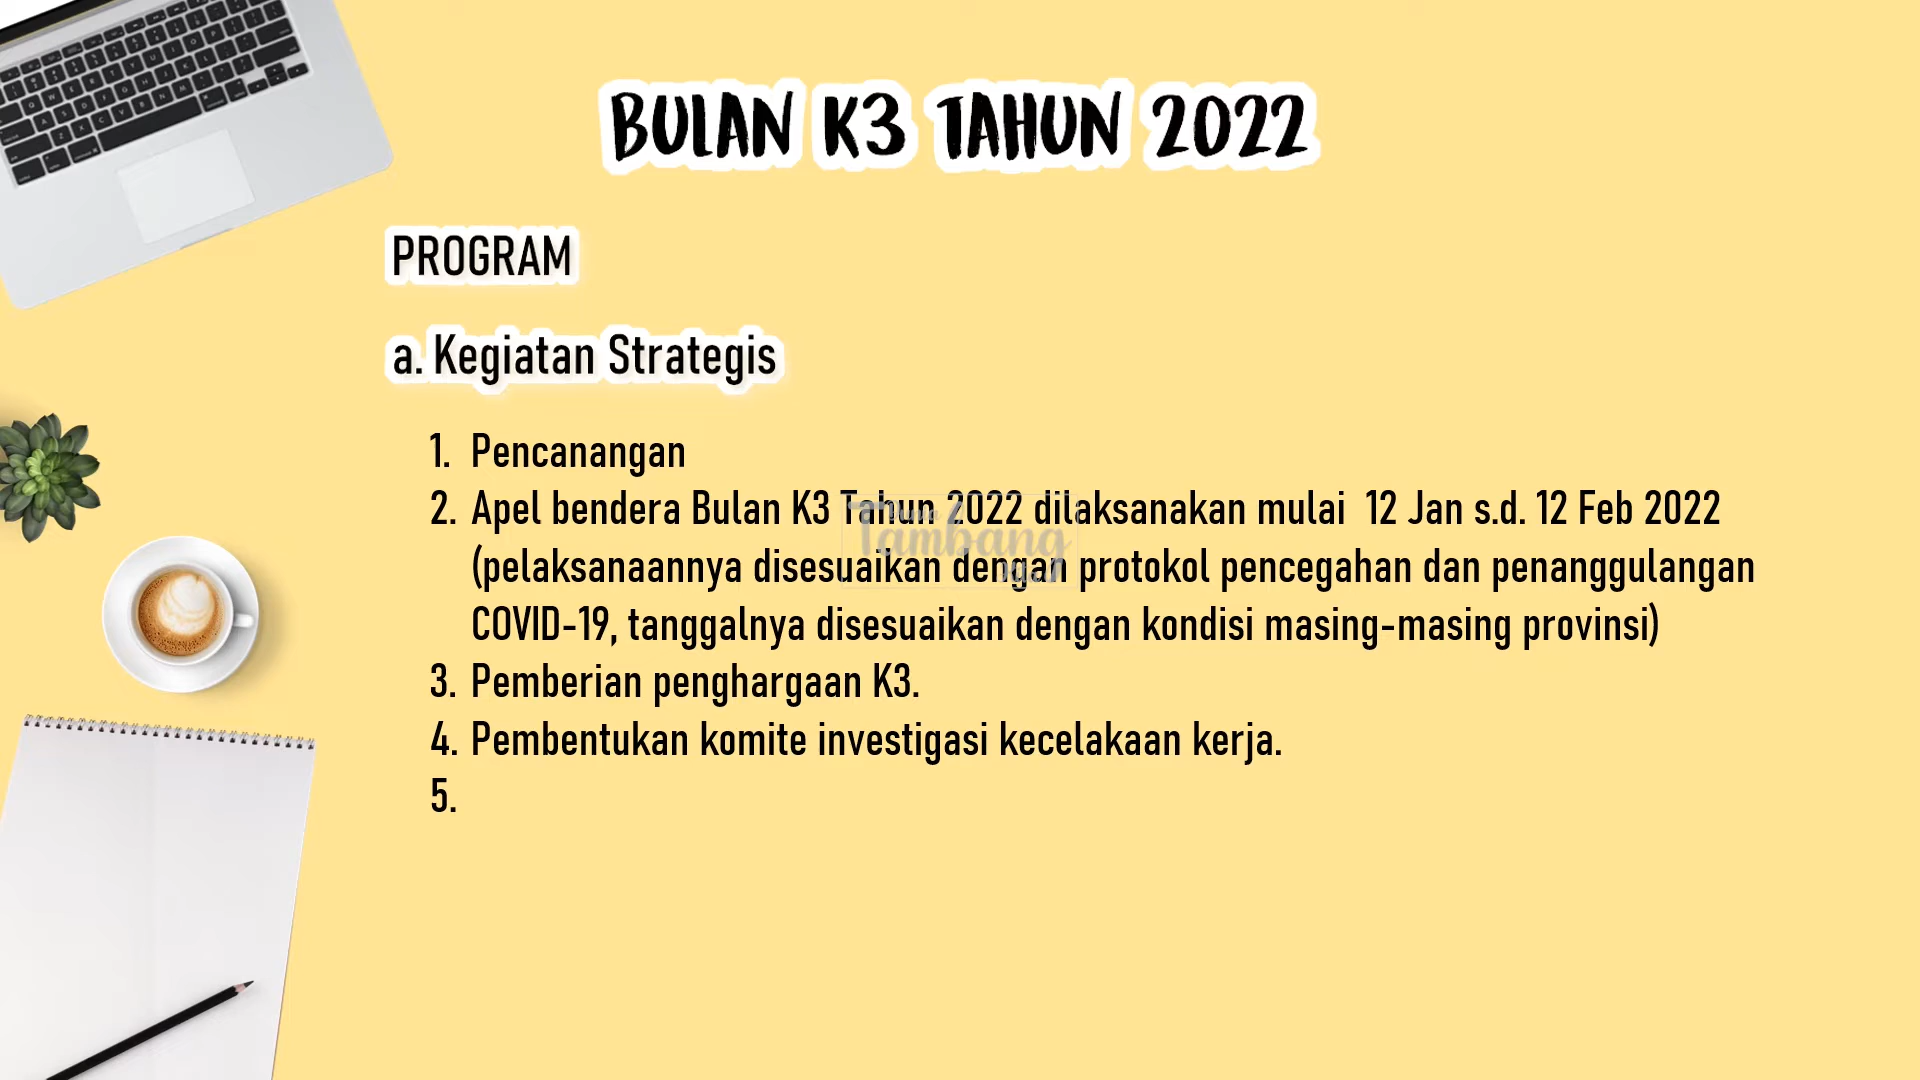 BULAN K3 TAHUN 2022
PROGRAM
a. Kegiatan Strategis
1. Pencanangan
2. Apel bendera Bulan K3 Tahun 2022 dilaksanakan mulai 12 Jan s.d. 12 Feb 2022
(pelaksanaannya disesuaikan dengan protokol pencegahan dan penanggulangan
COVID-19, tanggalnya disesuaikan dengan kondisi masing-masing provinsi)
Tambang
3. Pemberian penghargaan K3.
4. Pembentukan komite investigasi kecelakaan kerja.
5.